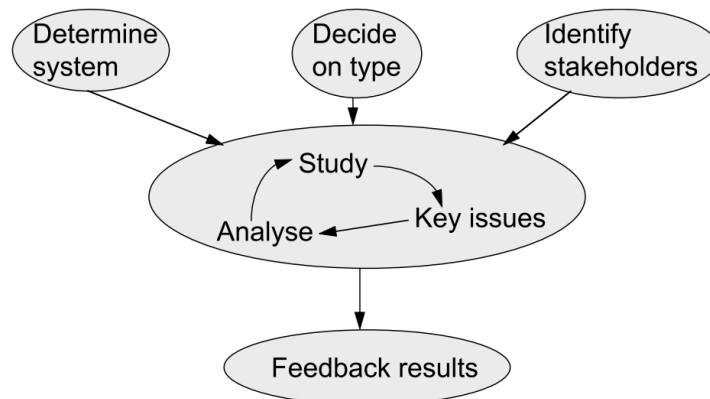 Determine
system
Decide
on type
Identify
stakeholders
Study
Key issues
Analyse
Feedback results